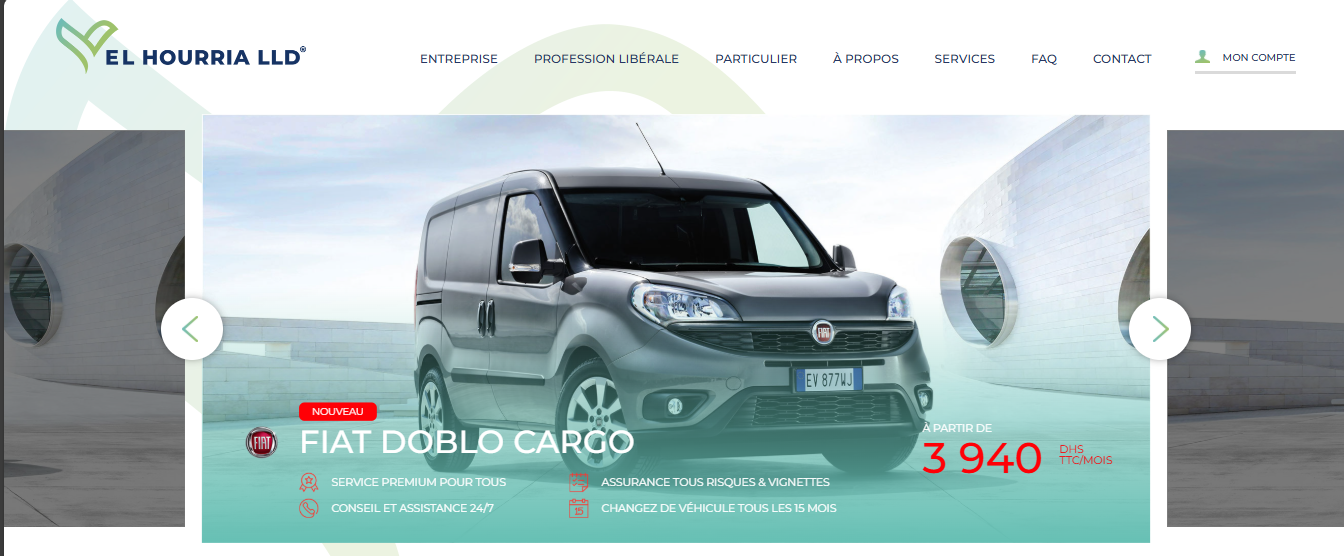 EL HOURRIA LLD®
ENTREPRISE PROFESSION LIBÉRALE PARTICULIER À PROPOS SERVICES FAQ CONTACT MON COMPTE
FIAT
EV 877WJ
NOUVEAU
FIAT
FIAT DOBLO CARGO
À PARTIR DE
3 940 DHS
TTC/MOIS
SERVICE PREMIUM POUR TOUS
ASSURANCE TOUS RISQUES & VIGNETTES
CONSEIL ET ASSISTANCE 24/7
15
CHANGEZ DE VÉHICULE TOUS LES 15 MOIS